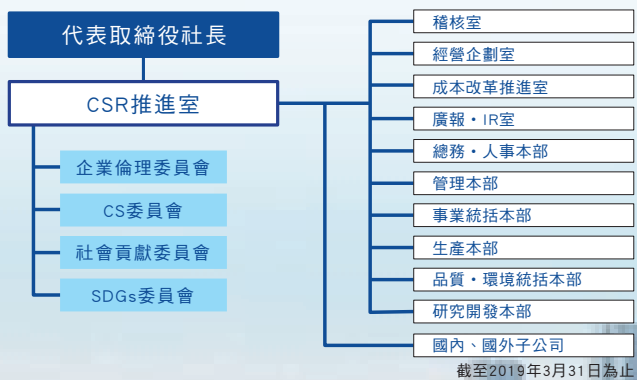 代表取締役社長
CSR推進室
企業倫理委員會
CS委員會
社會貢獻委員會
SDGs委員會
稽核室
經營企劃室
成本改革推進室
廣報・IR室
總務・人事本部
管理本部
事業統括本部
生產本部
品質・環境統括本部
研究開發本部
國內、國外子公司
截至2019年3月31日為止